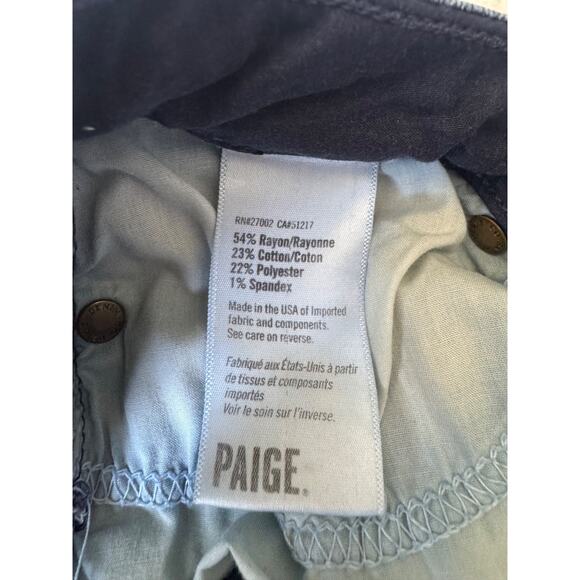 RN#27002 CA#51217
54% Rayon/Rayonne
23% Cotton/Coton
22% Polyester
1% Spandex
Made in the USA of Imported
fabric and components.
See care on reverse.
Fabriqué aux États-Unis à partir
de tissus et composants
importés
Voir le soin sur l'inverse.
PAIGE®